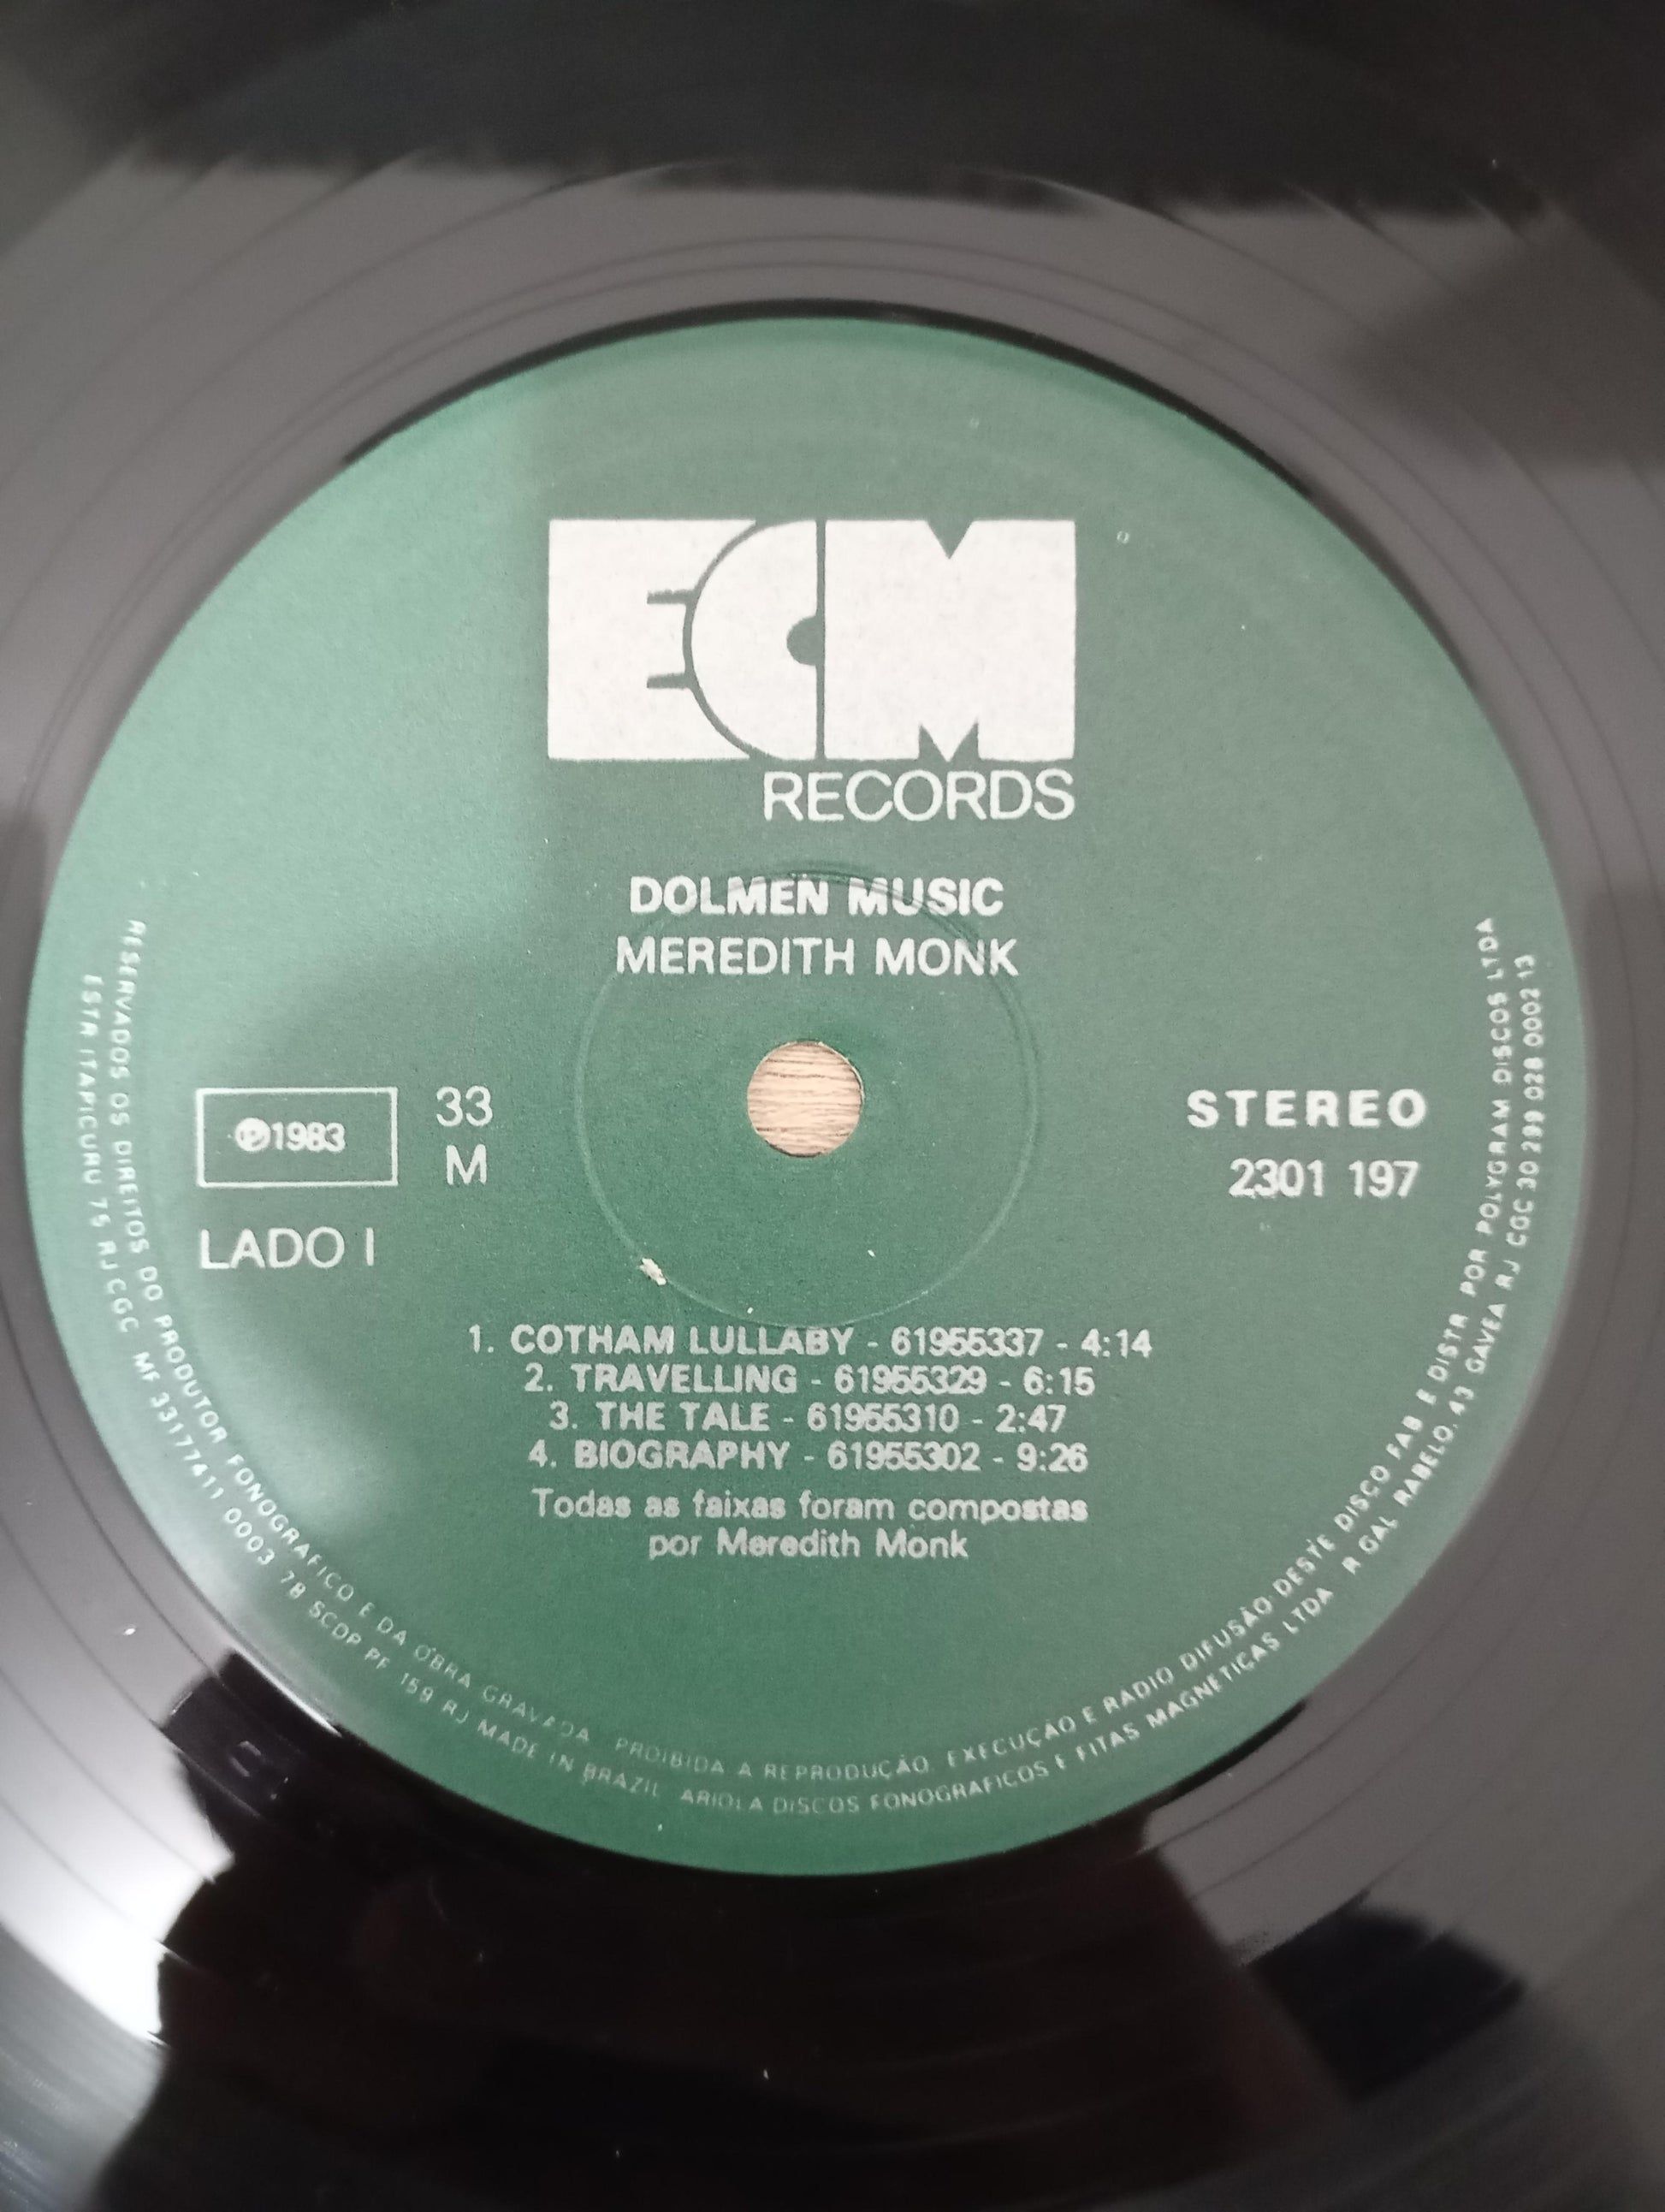 ECM
RECORDS
DOLMEN MUSIC
MEREDITH MONK
℗1983
33
M
LADO I
STEREO
2301 197
1. COTHAM LULLABY - 61955337 - 4:14
2. TRAVELLING - 61955329 - 6:15
3. THE TALE - 61955310 - 2:47
4. BIOGRAPHY - 61955302 - 9:26
Todas as faixas foram compostas
por Meredith Monk
RESERVADOS OS DIREITOS DO PRODUTOR FONOGRAFICO E DA OBRA GRAVADA PROIBIDA A REPRODUÇÃO. EXECUÇÃO E RADIO DIFUSÃO DESTE DISCO FAB E DISTR POR POLYGRAM DISCOS LTDA
ESTA ITAPICURU 75 RJ CGC MF 33177411 0003 78 SCDP PF 159 RJ MADE IN BRAZIL ARIOLA DISCOS FONOGRAFICOS E FITAS MAGNETICAS LTDA R GAL RABELO, 43 GAVEA RJ CGC 30 299 028 0002 13